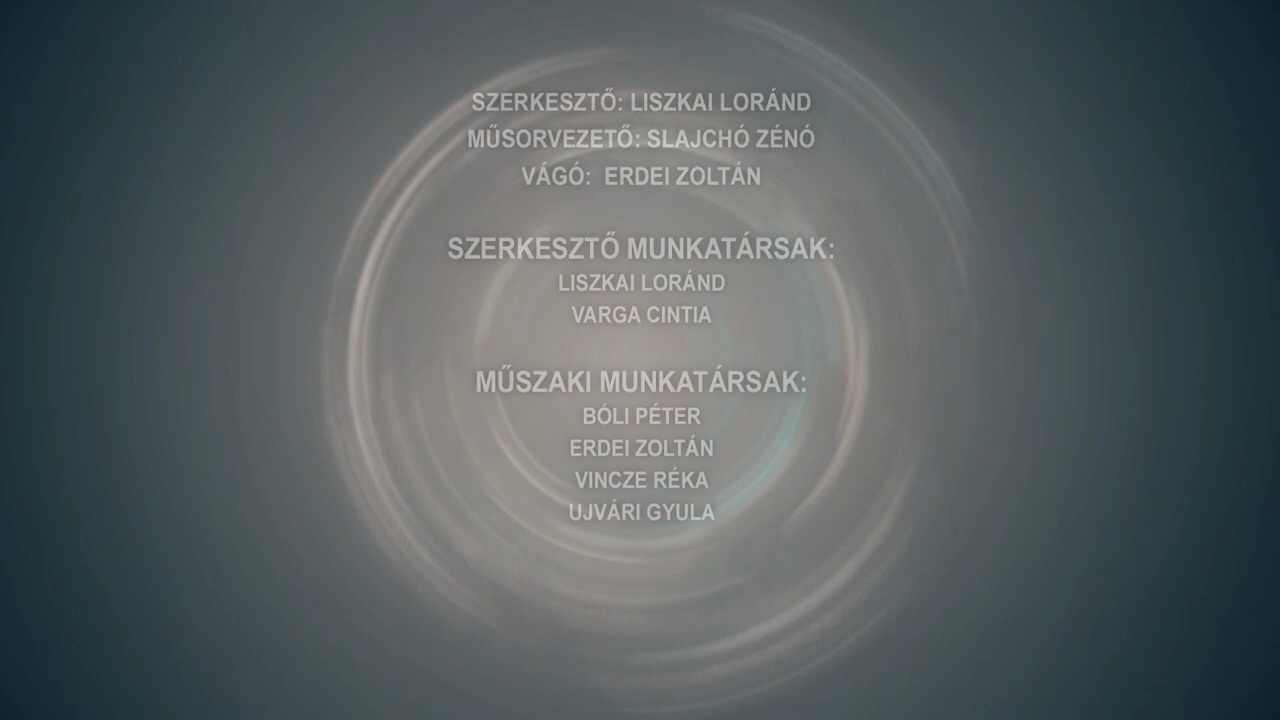 SZERKESZTŐ: LISZKAI LORÁND
MŰSORVEZETŐ: SLAJCHÓ ZÉNÓ
VÁGÓ: ERDEI ZOLTÁN
SZERKESZTŐ MUNKATÁRSAK:
LISZKAI LORÁND
VARGA CINTIA
MŰSZAKI MUNKATÁRSAK:
BÓLI PÉTER
ERDEI ZOLTÁN
VINCZE RÉKA
UJVÁRI GYULA